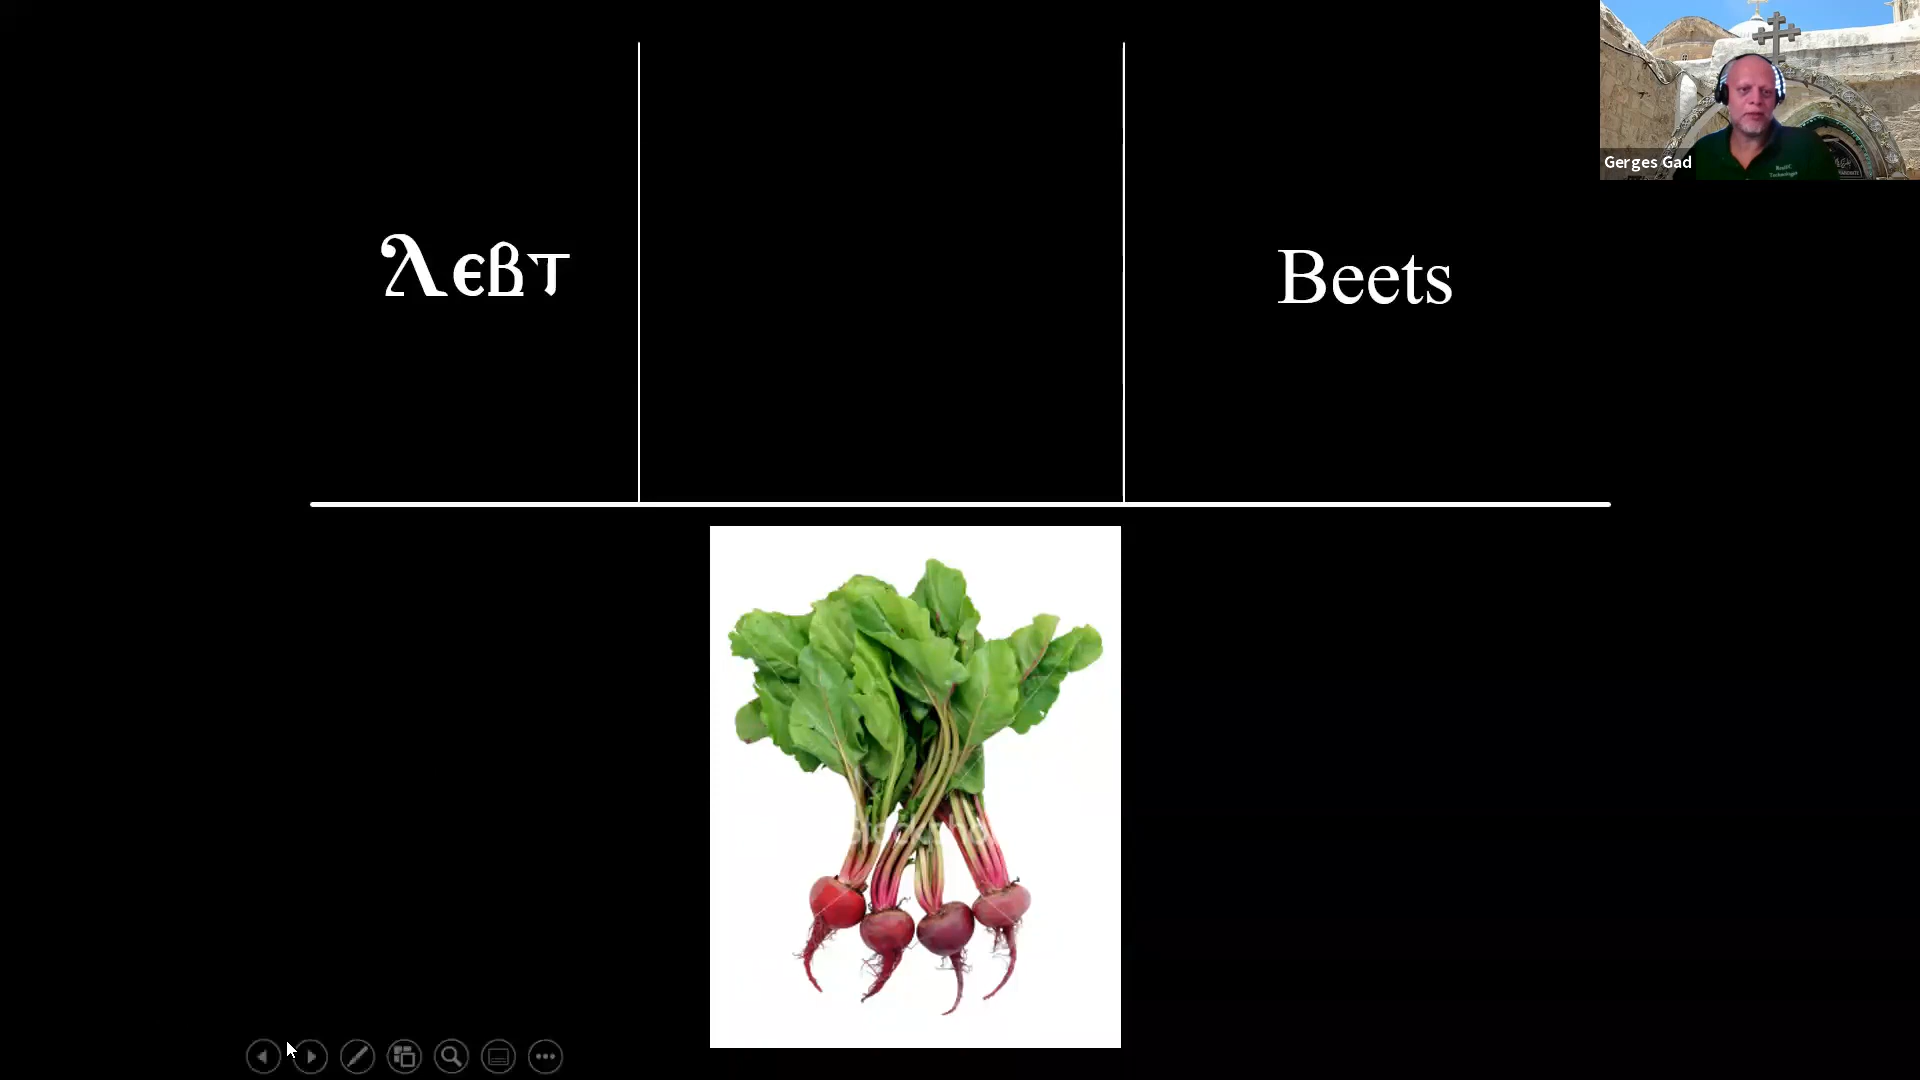 Ⲗⲉⲃⲧ
Beets
Gerges Gad